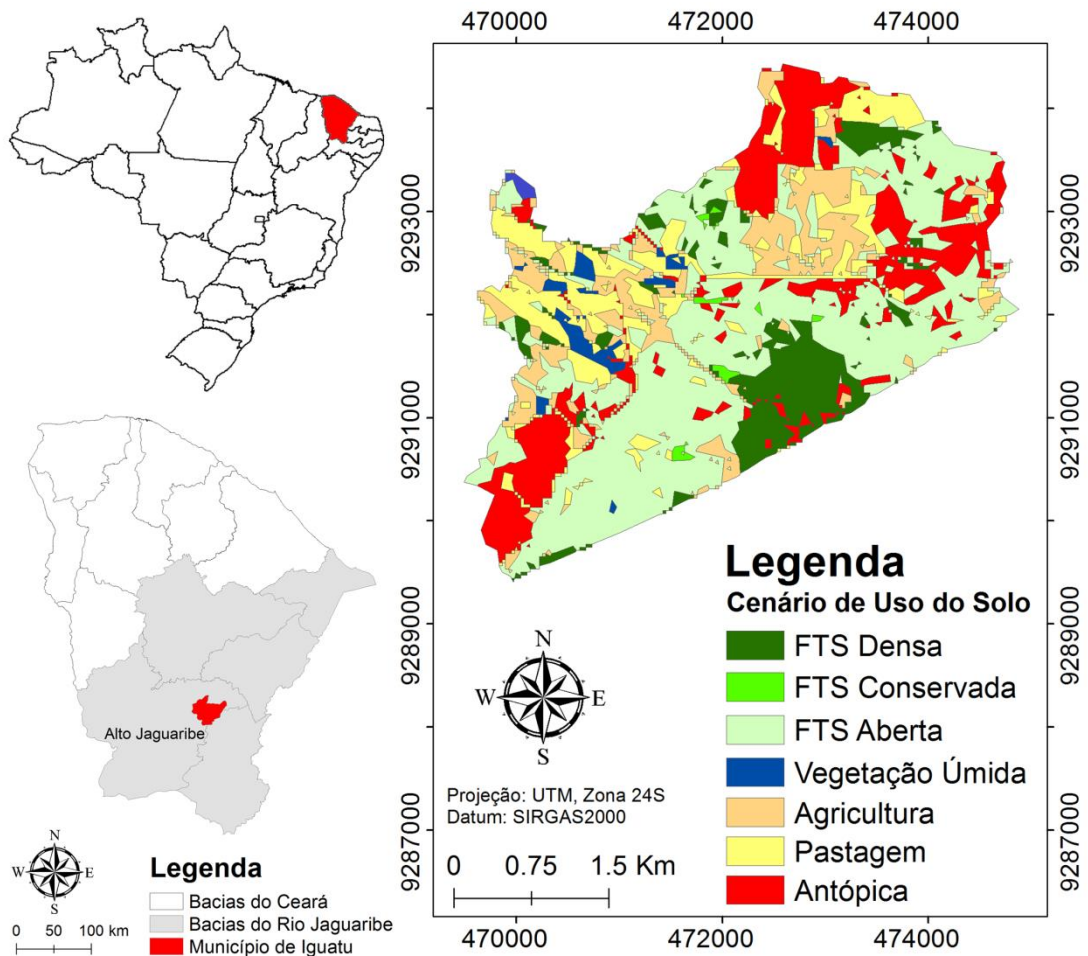 470000
472000
474000
9293000
9293000
9291000
9291000
9289000
9289000
9287000
9287000
Legenda
Cenário de Uso do Solo
FTS Densa
FTS Conservada
FTS Aberta
Vegetação Úmida
Agricultura
Pastagem
Antópica
N
W
E
S
Projeção: UTM, Zona 24S
Datum: SIRGAS2000
0 0.75 1.5 Km
470000
472000
474000
Alto Jaguaribe
N
W
E
S
0 50 100 km
Legenda
Bacias do Ceará
Bacias do Rio Jaguaribe
Município de Iguatu